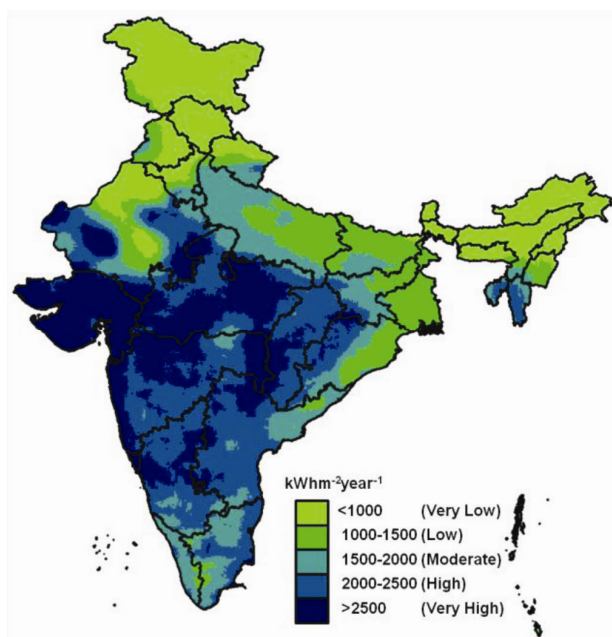 kWhm⁻²year⁻¹
<1000 (Very Low)
1000-1500 (Low)
1500-2000 (Moderate)
2000-2500 (High)
>2500 (Very High)